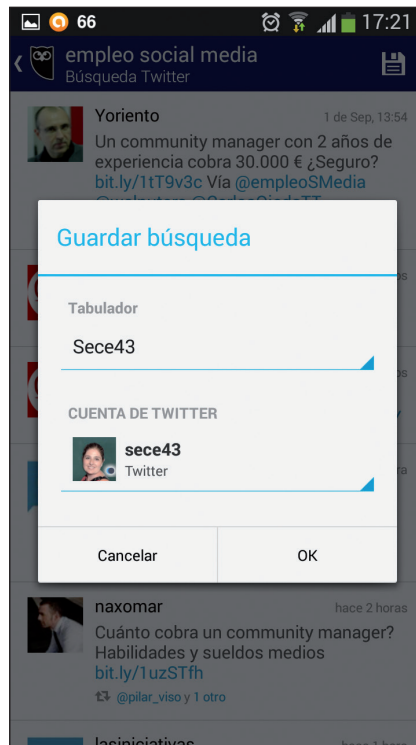 66
17:21
empleo social media
Búsqueda Twitter
Yoriento
1 de Sep, 13:54
Un community manager con 2 años de
experiencia cobra 30.000 € ¿Seguro?
bit.ly/1tT9v3c Vía @empleoSMedia
Guardar búsqueda
Tabulador
Sece43
CUENTA DE TWITTER
sece43
Twitter
Cancelar
OK
naxomar
hace 2 horas
Cuánto cobra un community manager?
Habilidades y sueldos medios
bit.ly/1uzSTfh
@pilar_viso y 1 otro
lasiniciativas
hace 1 hora